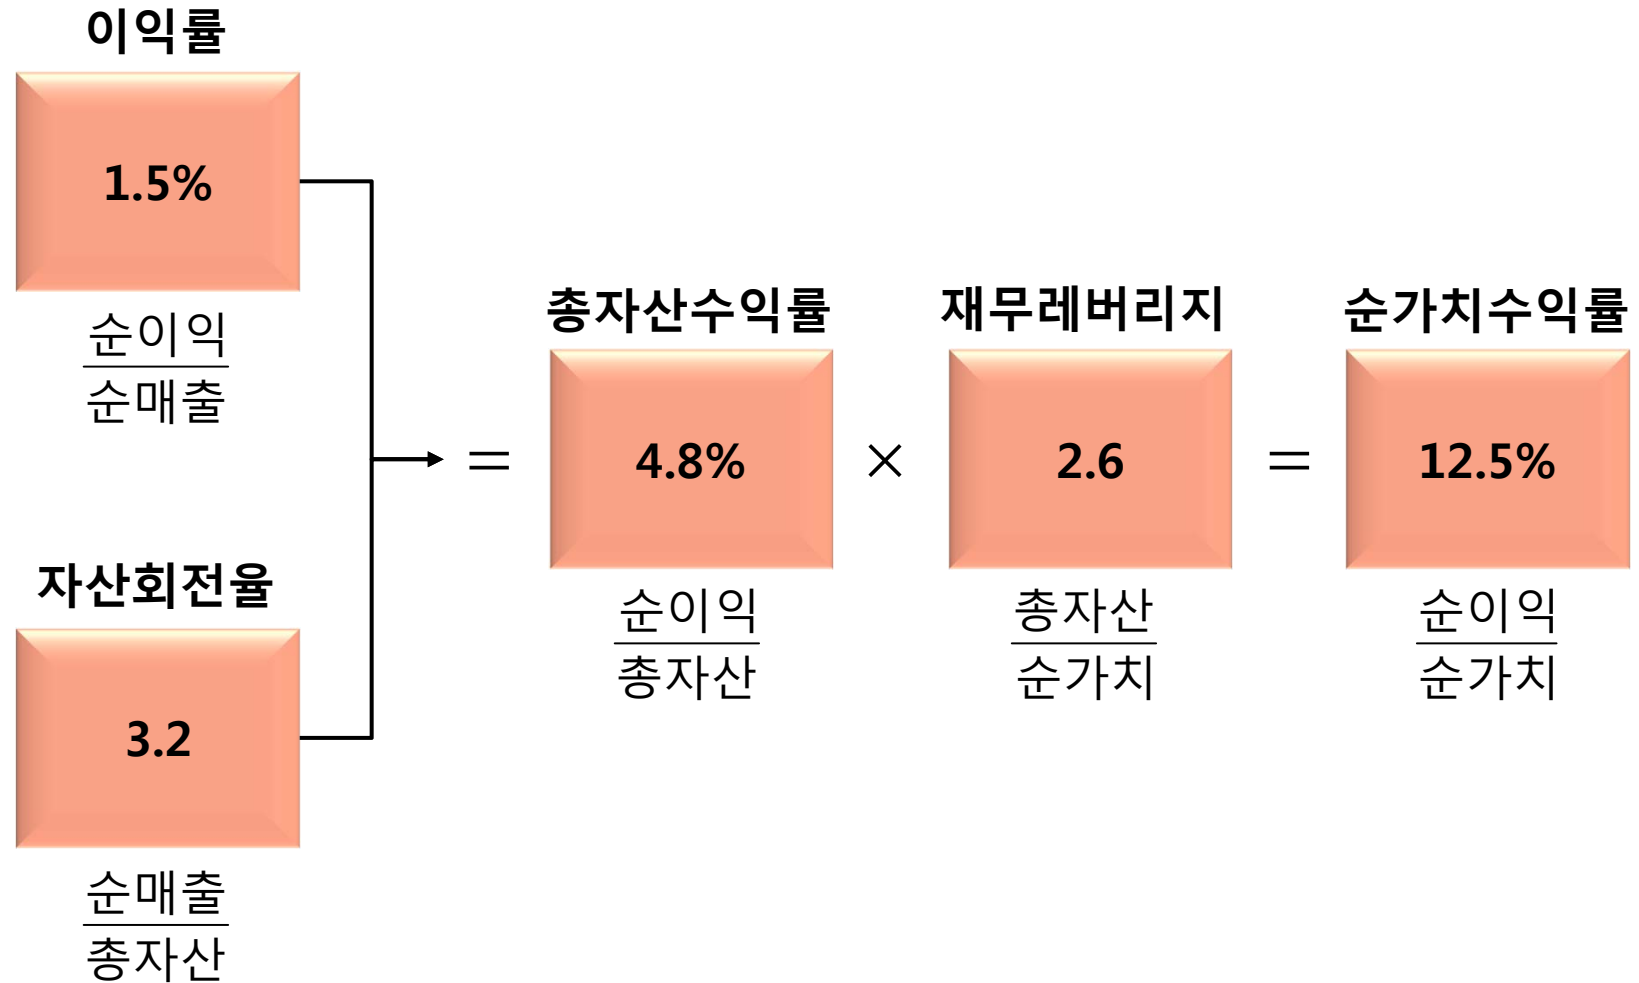 이익률
1.5%
순이익
순매출
자산회전율
3.2
순매출
총자산
=
총자산수익률
4.8%
순이익
총자산
×
재무레버리지
2.6
총자산
순가치
=
순가치수익률
12.5%
순이익
순가치